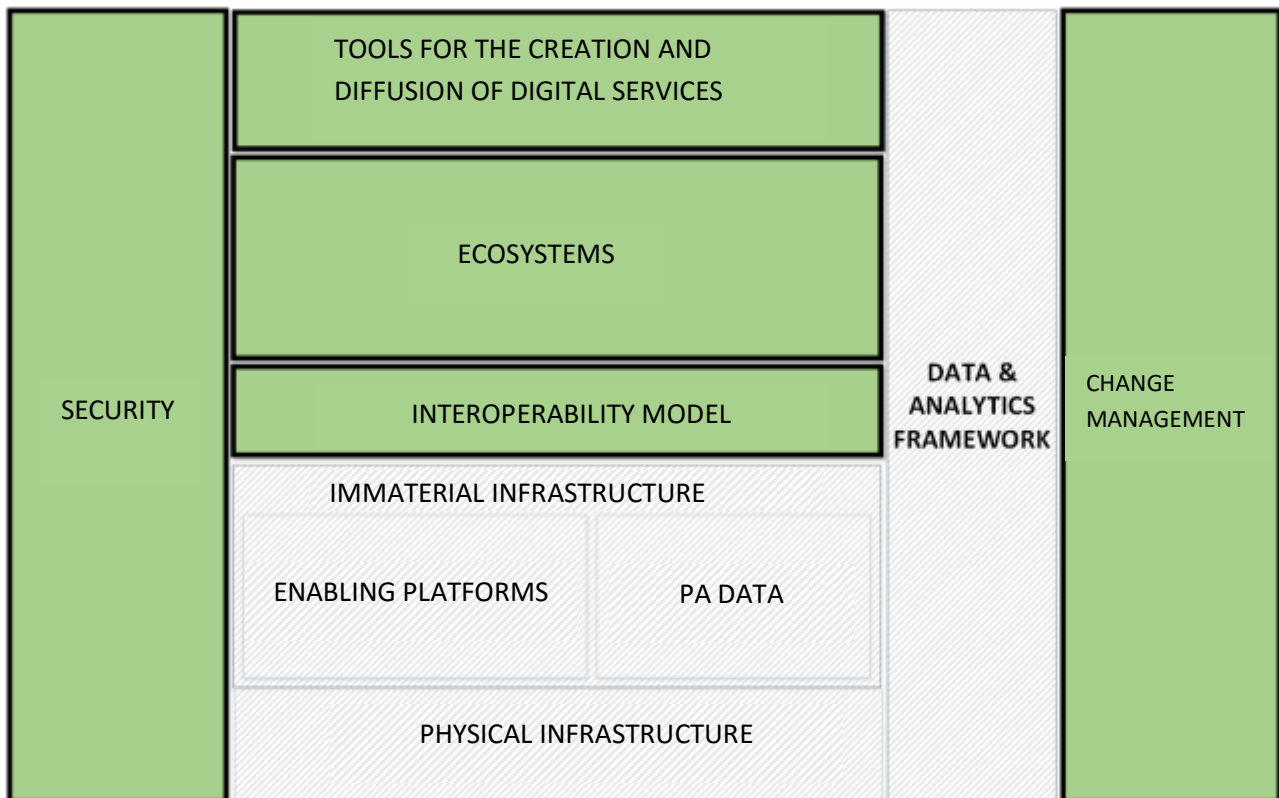 TOOLS FOR THE CREATION AND
DIFFUSION OF DIGITAL SERVICES
ECOSYSTEMS
SECURITY
INTEROPERABILITY MODEL
DATA &
ANALYTICS
FRAMEWORK
CHANGE
MANAGEMENT
IMMATERIAL INFRASTRUCTURE
ENABLING PLATFORMS
PA DATA
PHYSICAL INFRASTRUCTURE